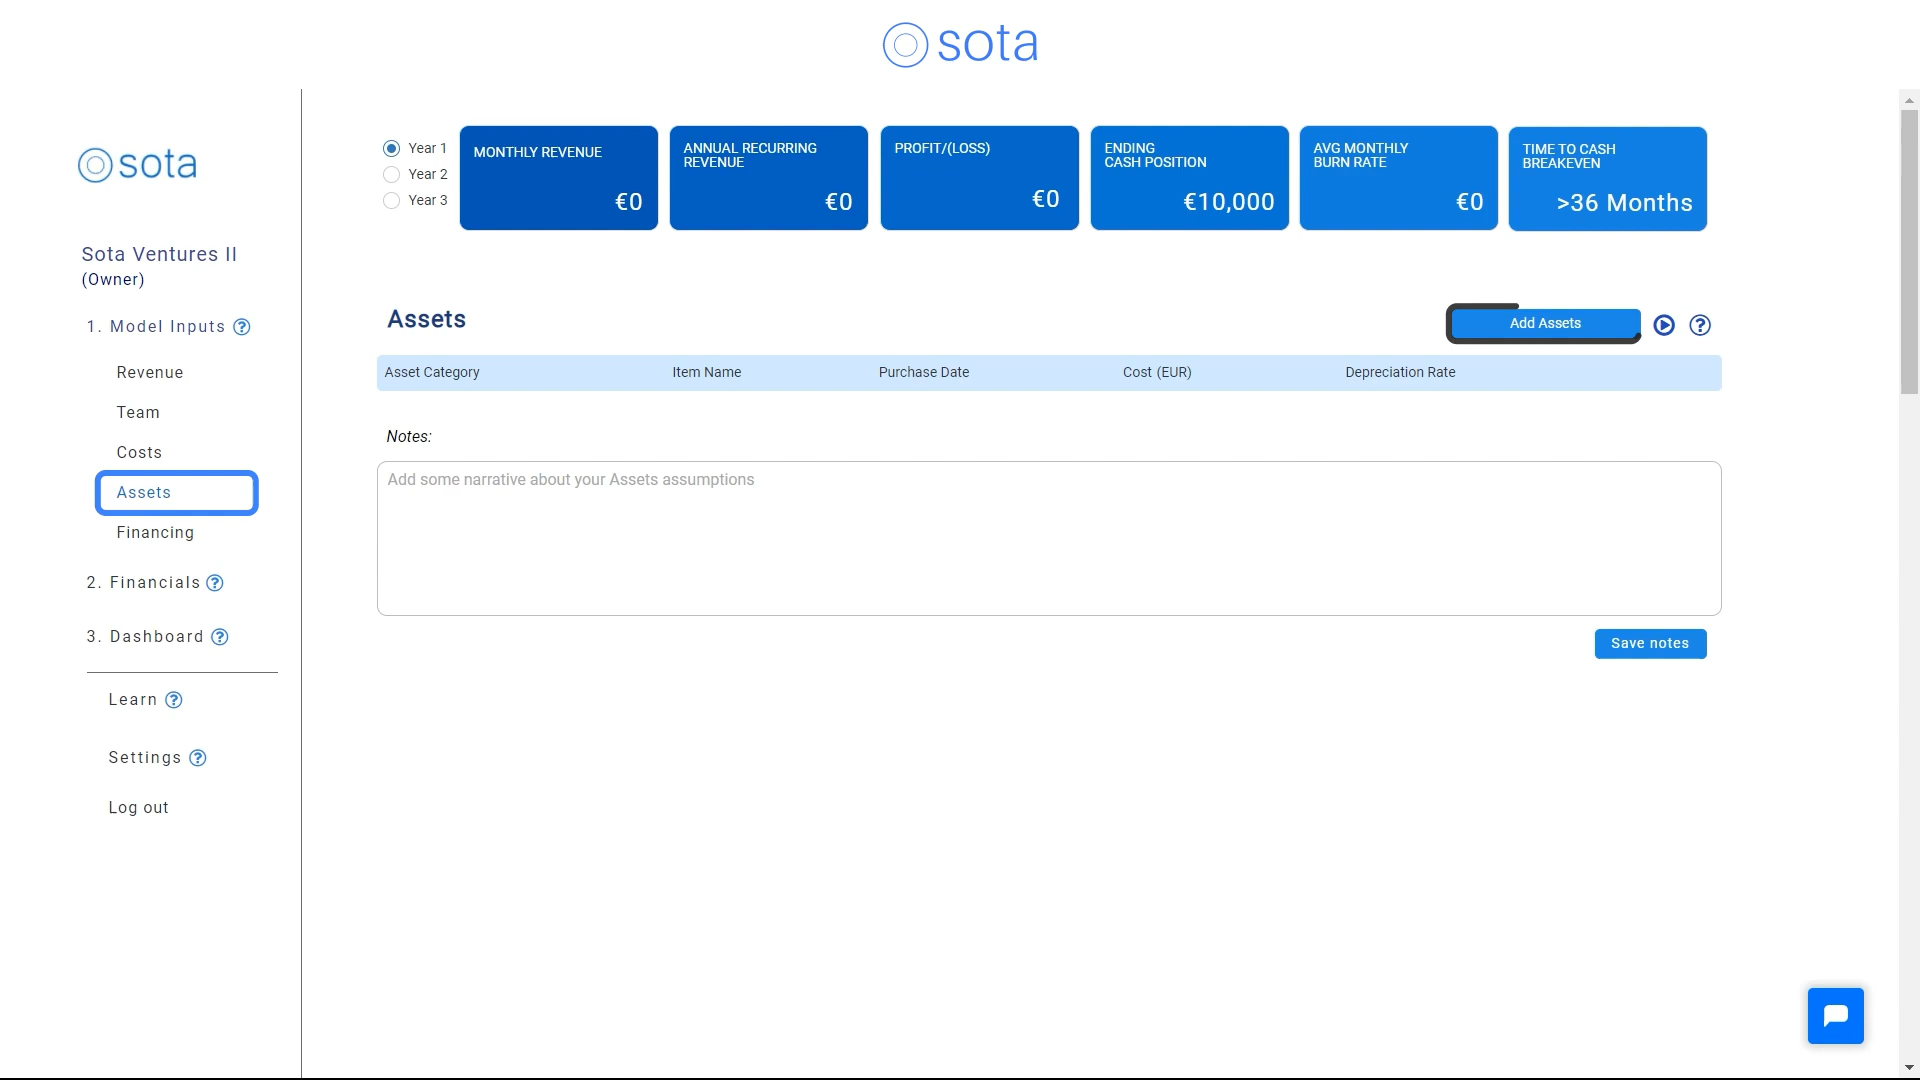 sota
sota
Sota Ventures II
(Owner)
1. Model Inputs ?
Revenue
Team
Costs
Assets
Financing
2. Financials ?
3. Dashboard ?
Learn ?
Settings ?
Log out
Year 1
Year 2
Year 3
MONTHLY REVENUE
€0
ANNUAL RECURRING
REVENUE
€0
PROFIT/(LOSS)
€0
ENDING
CASH POSITION
€10,000
AVG MONTHLY
BURN RATE
€0
TIME TO CASH
BREAKEVEN
>36 Months
Assets
Add Assets ?
Asset Category Item Name Purchase Date Cost (EUR) Depreciation Rate
Notes:
Add some narrative about your Assets assumptions
Save notes